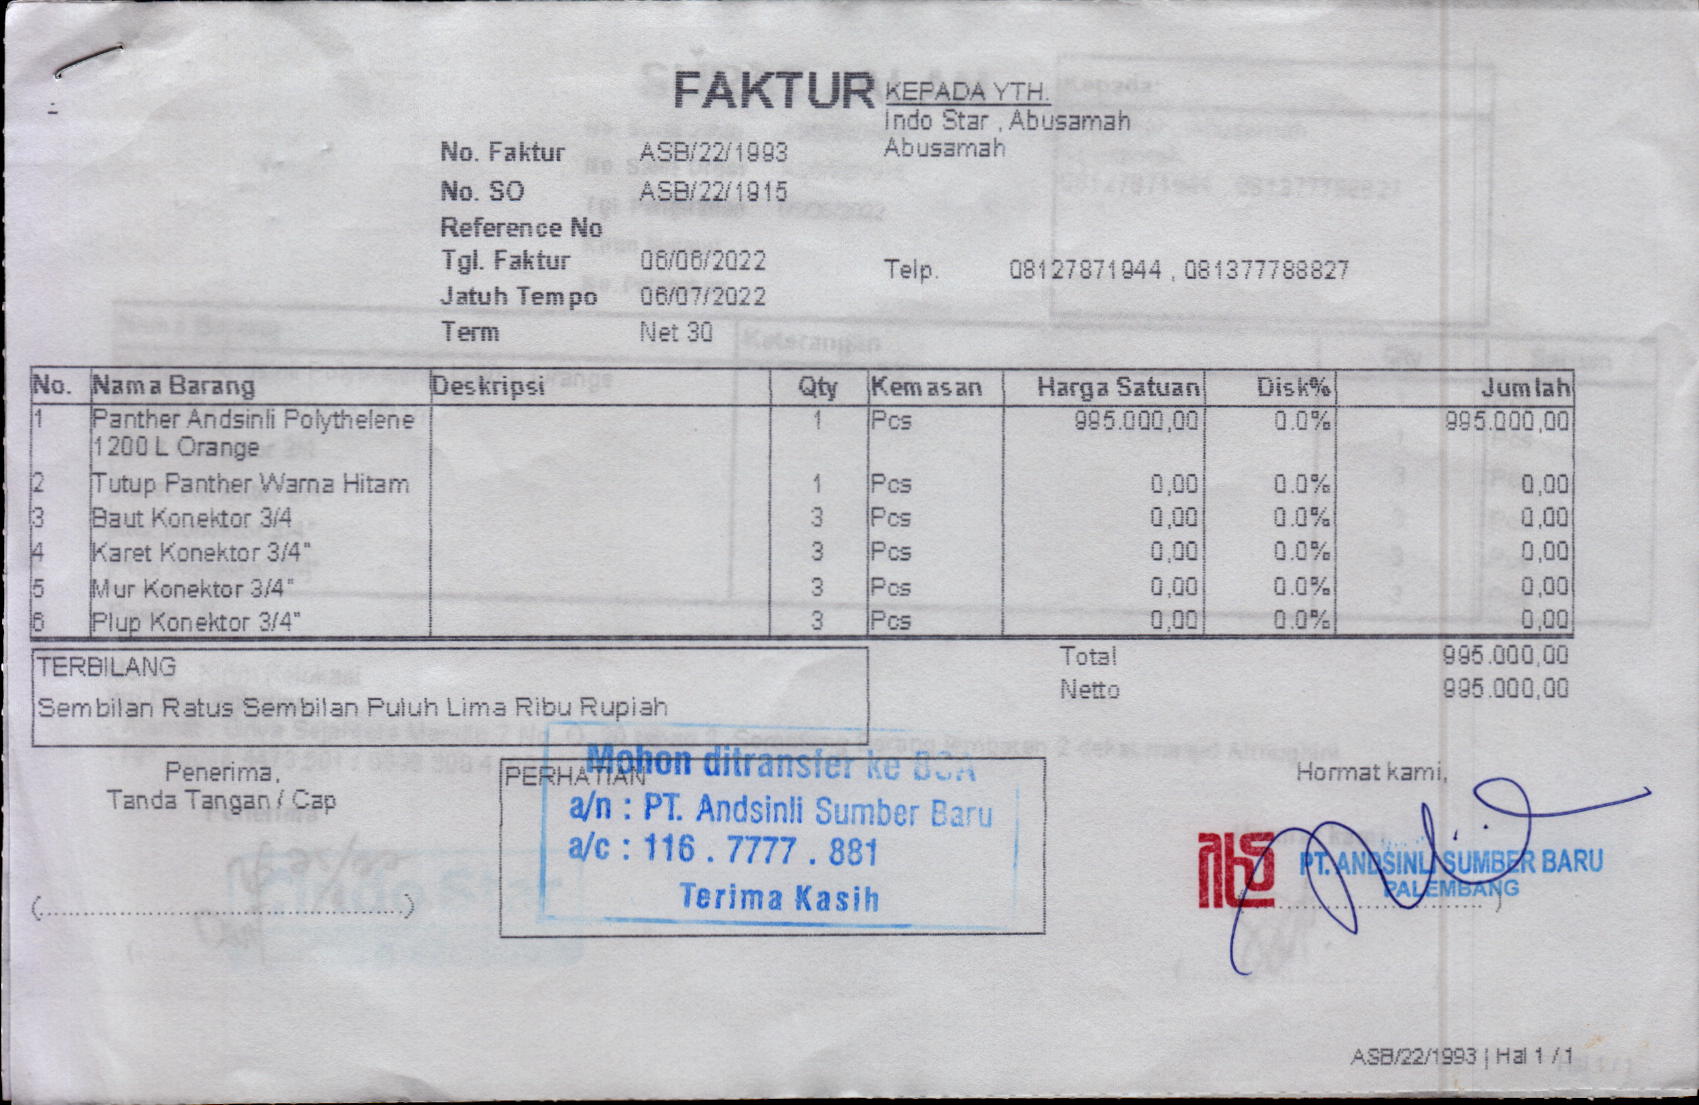 FAKTUR
KEPADA YTH.
Indo Star , Abusamah
Abusamah
No. Faktur ASB/22/1993
No. SO ASB/22/1915
Reference No
Tgl. Faktur 06/06/2022
Telp. 08127871944 , 081377788827
Jatuh Tempo 06/07/2022
Term Net 30
No. Nama Barang Deskripsi Qty Kemasan Harga Satuan Disk% Jumlah
1 Panther Andsinli Polythelene 1 Pcs 995.000,00 0.0% 995.000,00
1200 L Orange
2 Tutup Panther Warna Hitam 1 Pcs 0,00 0.0% 0,00
3 Baut Konektor 3/4 3 Pcs 0,00 0.0% 0,00
4 Karet Konektor 3/4" 3 Pcs 0,00 0.0% 0,00
5 Mur Konektor 3/4" 3 Pcs 0,00 0.0% 0,00
6 Plup Konektor 3/4" 3 Pcs 0,00 0.0% 0,00
TERBILANG
Sembilan Ratus Sembilan Puluh Lima Ribu Rupiah
Total 995.000,00
Netto 995.000,00
Penerima,
Tanda Tangan / Cap
(......................................................)
PERHATIAN
Mohon ditransfer ke BCA
a/n : PT. Andsinli Sumber Baru
a/c : 116 . 7777 . 881
Terima Kasih
Hormat kami,
PT. ANDSINLI SUMBER BARU
PALEMBANG
ASB/22/1993 | Hal 1 / 1